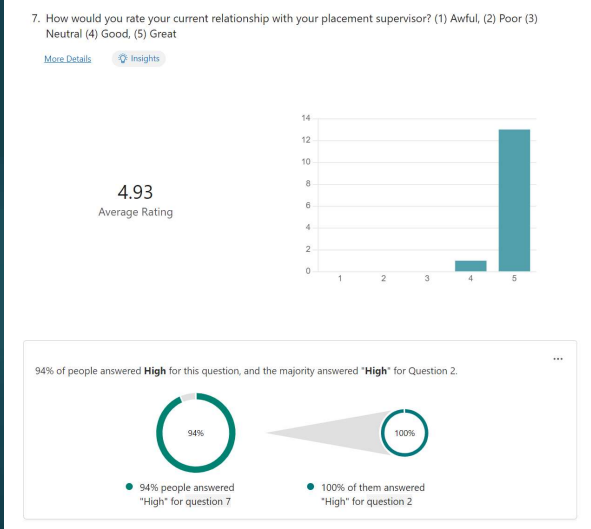 7. How would you rate your current relationship with your placement supervisor? (1) Awful, (2) Poor (3)
Neutral (4) Good, (5) Great
More Details
Insights
4.93
Average Rating
14
12
10
8
6
4
2
0
1 2 3 4 5
94% of people answered High for this question, and the majority answered "High" for Question 2.
94%
100%
94% people answered
"High" for question 7
100% of them answered
"High" for question 2